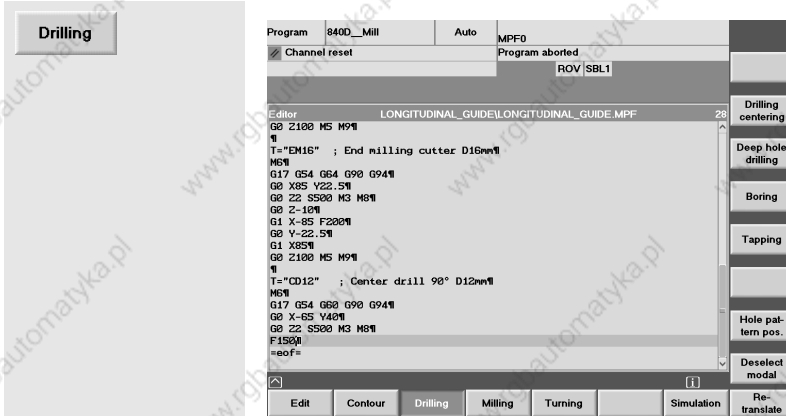 Drilling
Program 840D__Mill Auto MPF0
Channel reset Program aborted
ROV SBL1
Editor LONGITUDINAL_GUIDE\LONGITUDINAL_GUIDE.MPF 28
G0 Z100 M5 M9¶
¶
T="EM16" ; End milling cutter D16mm¶
M6¶
G17 G54 G64 G90 G94¶
G0 X85 Y22.5¶
G0 Z2 S500 M3 M8¶
G0 Z-10¶
G1 X-85 F200¶
G0 Y-22.5¶
G1 X85¶
G0 Z100 M5 M9¶
¶
T="CD12" ; Center drill 90° D12mm¶
M6¶
G17 G54 G60 G90 G94¶
G0 X-65 Y40¶
G0 Z2 S500 M3 M8¶
F150¶
=eof=
Drilling
centering
Deep hole
drilling
Boring
Tapping
Hole pat-
tern pos.
Deselect
modal
Re-
translate
Edit Contour Drilling Milling Turning Simulation
www.rgbautomatyka.pl